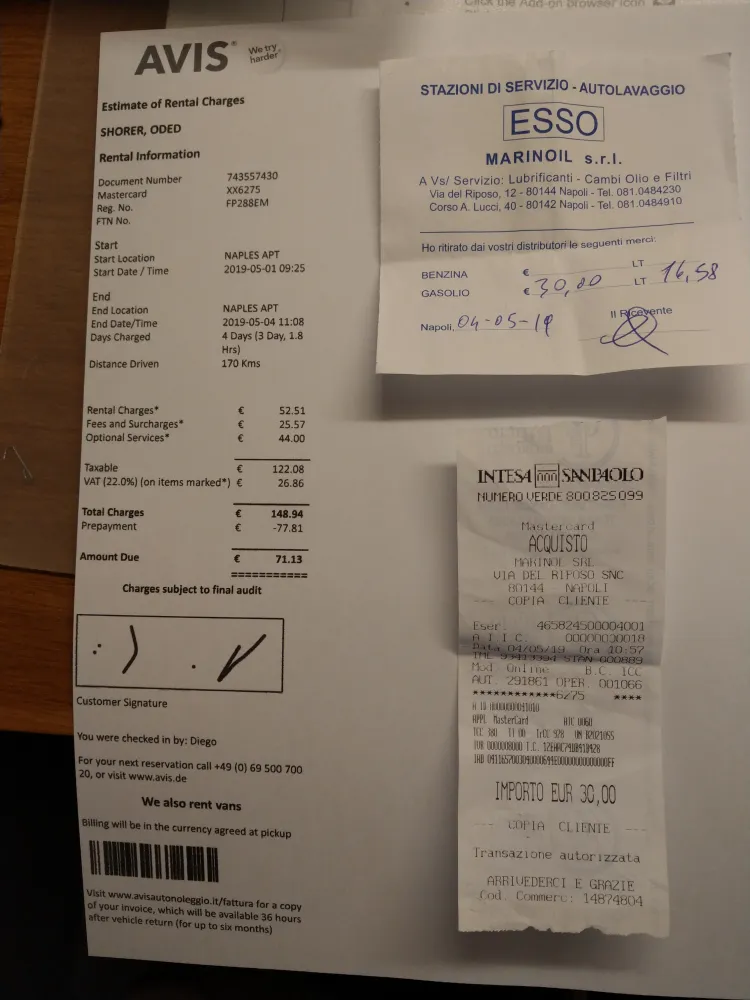 Click the Add-on browser icon
AVIS
We try
harder
Estimate of Rental Charges
SHORER, ODED
Rental Information
Document Number 743557430
Mastercard XX6275
Reg. No. FP288EM
FTN No.
Start
Start Location NAPLES APT
Start Date / Time 2019-05-01 09:25
End
End Location NAPLES APT
End Date/Time 2019-05-04 11:08
Days Charged 4 Days (3 Day, 1.8
Hrs)
Distance Driven 170 Kms
Rental Charges* € 52.51
Fees and Surcharges* € 25.57
Optional Services* € 44.00
Taxable € 122.08
VAT (22.0%) (on items marked*) € 26.86
Total Charges € 148.94
Prepayment € -77.81
Amount Due € 71.13
===========
Charges subject to final audit
Customer Signature
You were checked in by: Diego
For your next reservation call +49 (0) 69 500 700
20, or visit www.avis.de
We also rent vans
Billing will be in the currency agreed at pickup
Visit www.avisautonoleggio.it/fattura for a copy
of your invoice, which will be available 36 hours
after vehicle return (for up to six months)
STAZIONI DI SERVIZIO - AUTOLAVAGGIO
ESSO
MARINOIL s.r.l.
A Vs/ Servizio: Lubrificanti - Cambi Olio e Filtri
Via del Riposo, 12 - 80144 Napoli - Tel. 081.0484230
Corso A. Lucci, 40 - 80142 Napoli - Tel. 081.0484910
Ho ritirato dai vostri distributori le seguenti merci:
BENZINA € LT
GASOLIO € 30,00 LT 16,58
Napoli, 04-05-19 Il Ricevente
INTESA SANPAOLO
NUMERO VERDE 800825099
Mastercard
ACQUISTO
MARINOL SRL
VIA DEL RIPOSO SNC
80144 NAPOLI
--- COPIA CLIENTE ---
Eser. 465824500004001
A.I.I.C. 00000000018
Data 04/05/19 Ora 10:57
TML 93413394 STAN 000889
Mod. Online B.C. ICC
AUT. 291861 OPER. 001066
************6275 ****
APPL MasterCard ATC 0060
IMPORTO EUR 30,00
--- COPIA CLIENTE ---
Transazione autorizzata
ARRIVEDERCI E GRAZIE
Cod. Commerc: 14874804